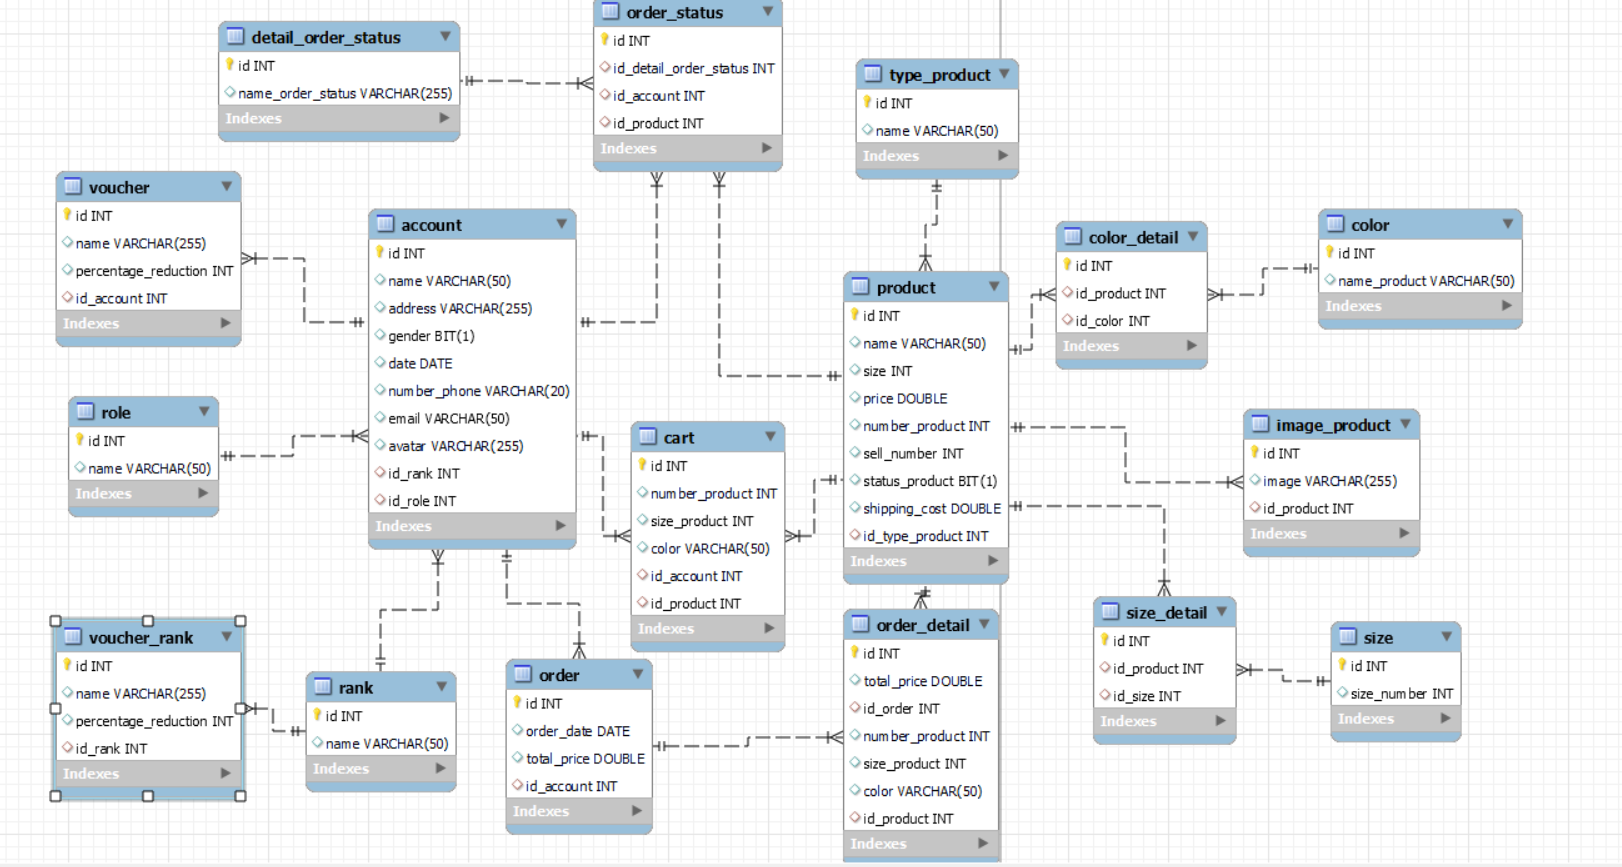 detail_order_status
id INT
name_order_status VARCHAR(255)
Indexes
order_status
id INT
id_detail_order_status INT
id_account INT
id_product INT
Indexes
type_product
id INT
name VARCHAR(50)
Indexes
voucher
id INT
name VARCHAR(255)
percentage_reduction INT
id_account INT
Indexes
account
id INT
name VARCHAR(50)
address VARCHAR(255)
gender BIT(1)
date DATE
number_phone VARCHAR(20)
email VARCHAR(50)
avatar VARCHAR(255)
id_rank INT
id_role INT
Indexes
product
id INT
name VARCHAR(50)
size INT
price DOUBLE
number_product INT
sell_number INT
status_product BIT(1)
shipping_cost DOUBLE
id_type_product INT
Indexes
color_detail
id INT
id_product INT
id_color INT
Indexes
color
id INT
name_product VARCHAR(50)
Indexes
role
id INT
name VARCHAR(50)
Indexes
cart
id INT
number_product INT
size_product INT
color VARCHAR(50)
id_account INT
id_product INT
Indexes
image_product
id INT
image VARCHAR(255)
id_product INT
Indexes
voucher_rank
id INT
name VARCHAR(255)
percentage_reduction INT
id_rank INT
Indexes
rank
id INT
name VARCHAR(50)
Indexes
order
id INT
order_date DATE
total_price DOUBLE
id_account INT
Indexes
order_detail
id INT
total_price DOUBLE
id_order INT
number_product INT
size_product INT
color VARCHAR(50)
id_product INT
Indexes
size_detail
id INT
id_product INT
id_size INT
Indexes
size
id INT
size_number INT
Indexes